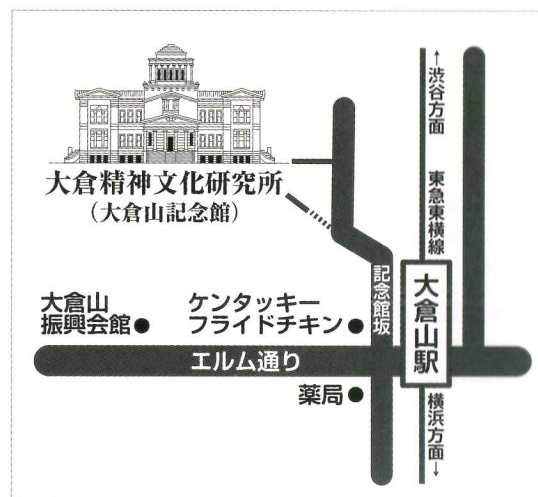 大倉精神文化研究所
(大倉山記念館)
←渋谷方面
東急東横線
大倉山駅
横浜方面→
記念館坂
大倉山
振興会館●
ケンタッキー
フライドチキン●
エルム通り
薬局●